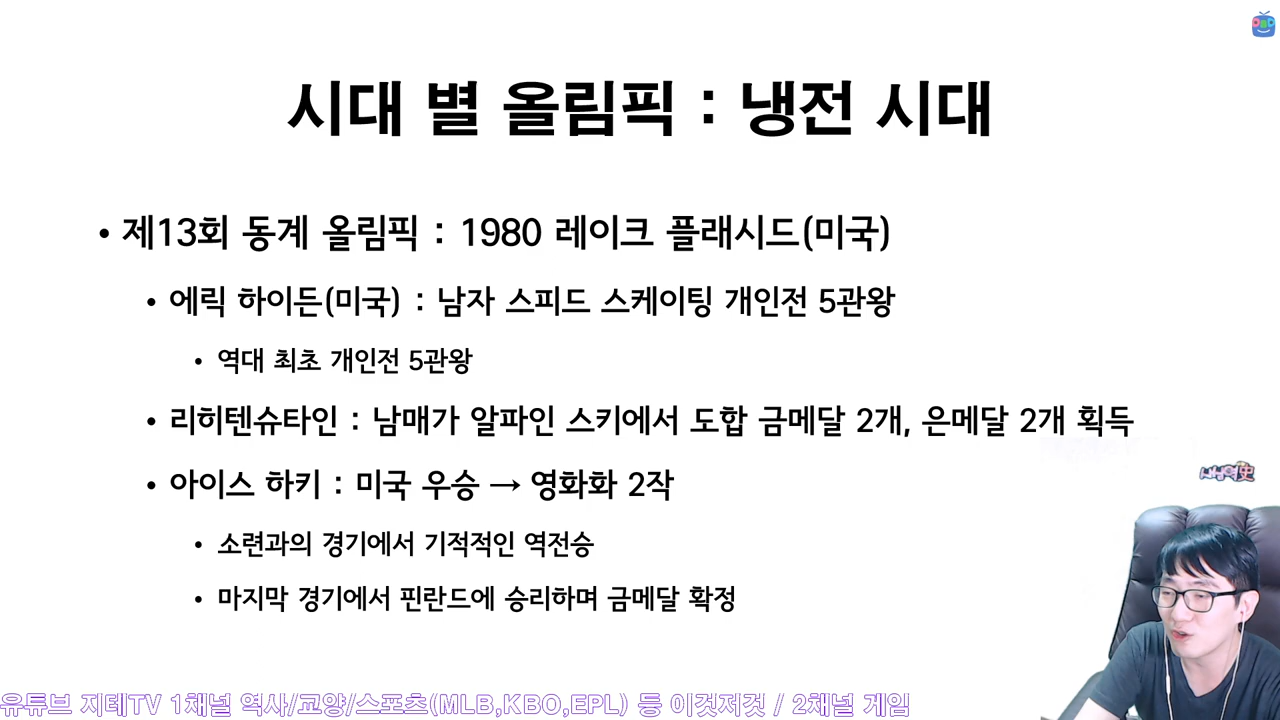 시대 별 올림픽 : 냉전 시대
• 제13회 동계 올림픽 : 1980 레이크 플래시드(미국)
• 에릭 하이든(미국) : 남자 스피드 스케이팅 개인전 5관왕
• 역대 최초 개인전 5관왕
• 리히텐슈타인 : 남매가 알파인 스키에서 도합 금메달 2개, 은메달 2개 획득
• 아이스 하키 : 미국 우승 → 영화화 2작
• 소련과의 경기에서 기적적인 역전승
• 마지막 경기에서 핀란드에 승리하며 금메달 확정
유튜브 지테TV 1채널 역사/교양/스포츠(MLB,KBO,EPL) 등 이것저것 / 2채널 게임